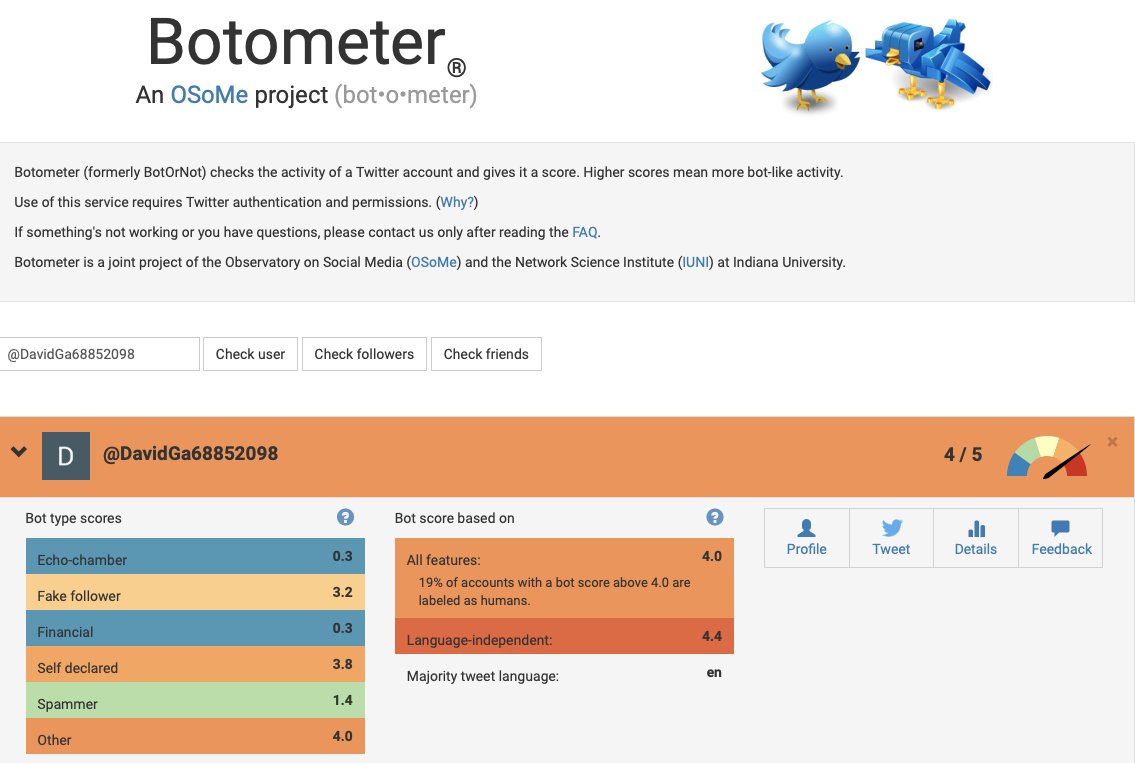 Botometer®
An OSoMe project (bot•o•meter)
Botometer (formerly BotOrNot) checks the activity of a Twitter account and gives it a score. Higher scores mean more bot-like activity.
Use of this service requires Twitter authentication and permissions. (Why?)
If something's not working or you have questions, please contact us only after reading the FAQ.
Botometer is a joint project of the Observatory on Social Media (OSoMe) and the Network Science Institute (IUNI) at Indiana University.
@DavidGa68852098 Check user Check followers Check friends
D @DavidGa68852098 4 / 5 ×
Bot type scores ?
Echo-chamber 0.3
Fake follower 3.2
Financial 0.3
Self declared 3.8
Spammer 1.4
Other 4.0
Bot score based on ?
All features: 4.0
19% of accounts with a bot score above 4.0 are
labeled as humans.
Language-independent: 4.4
Majority tweet language: en
Profile Tweet Details Feedback